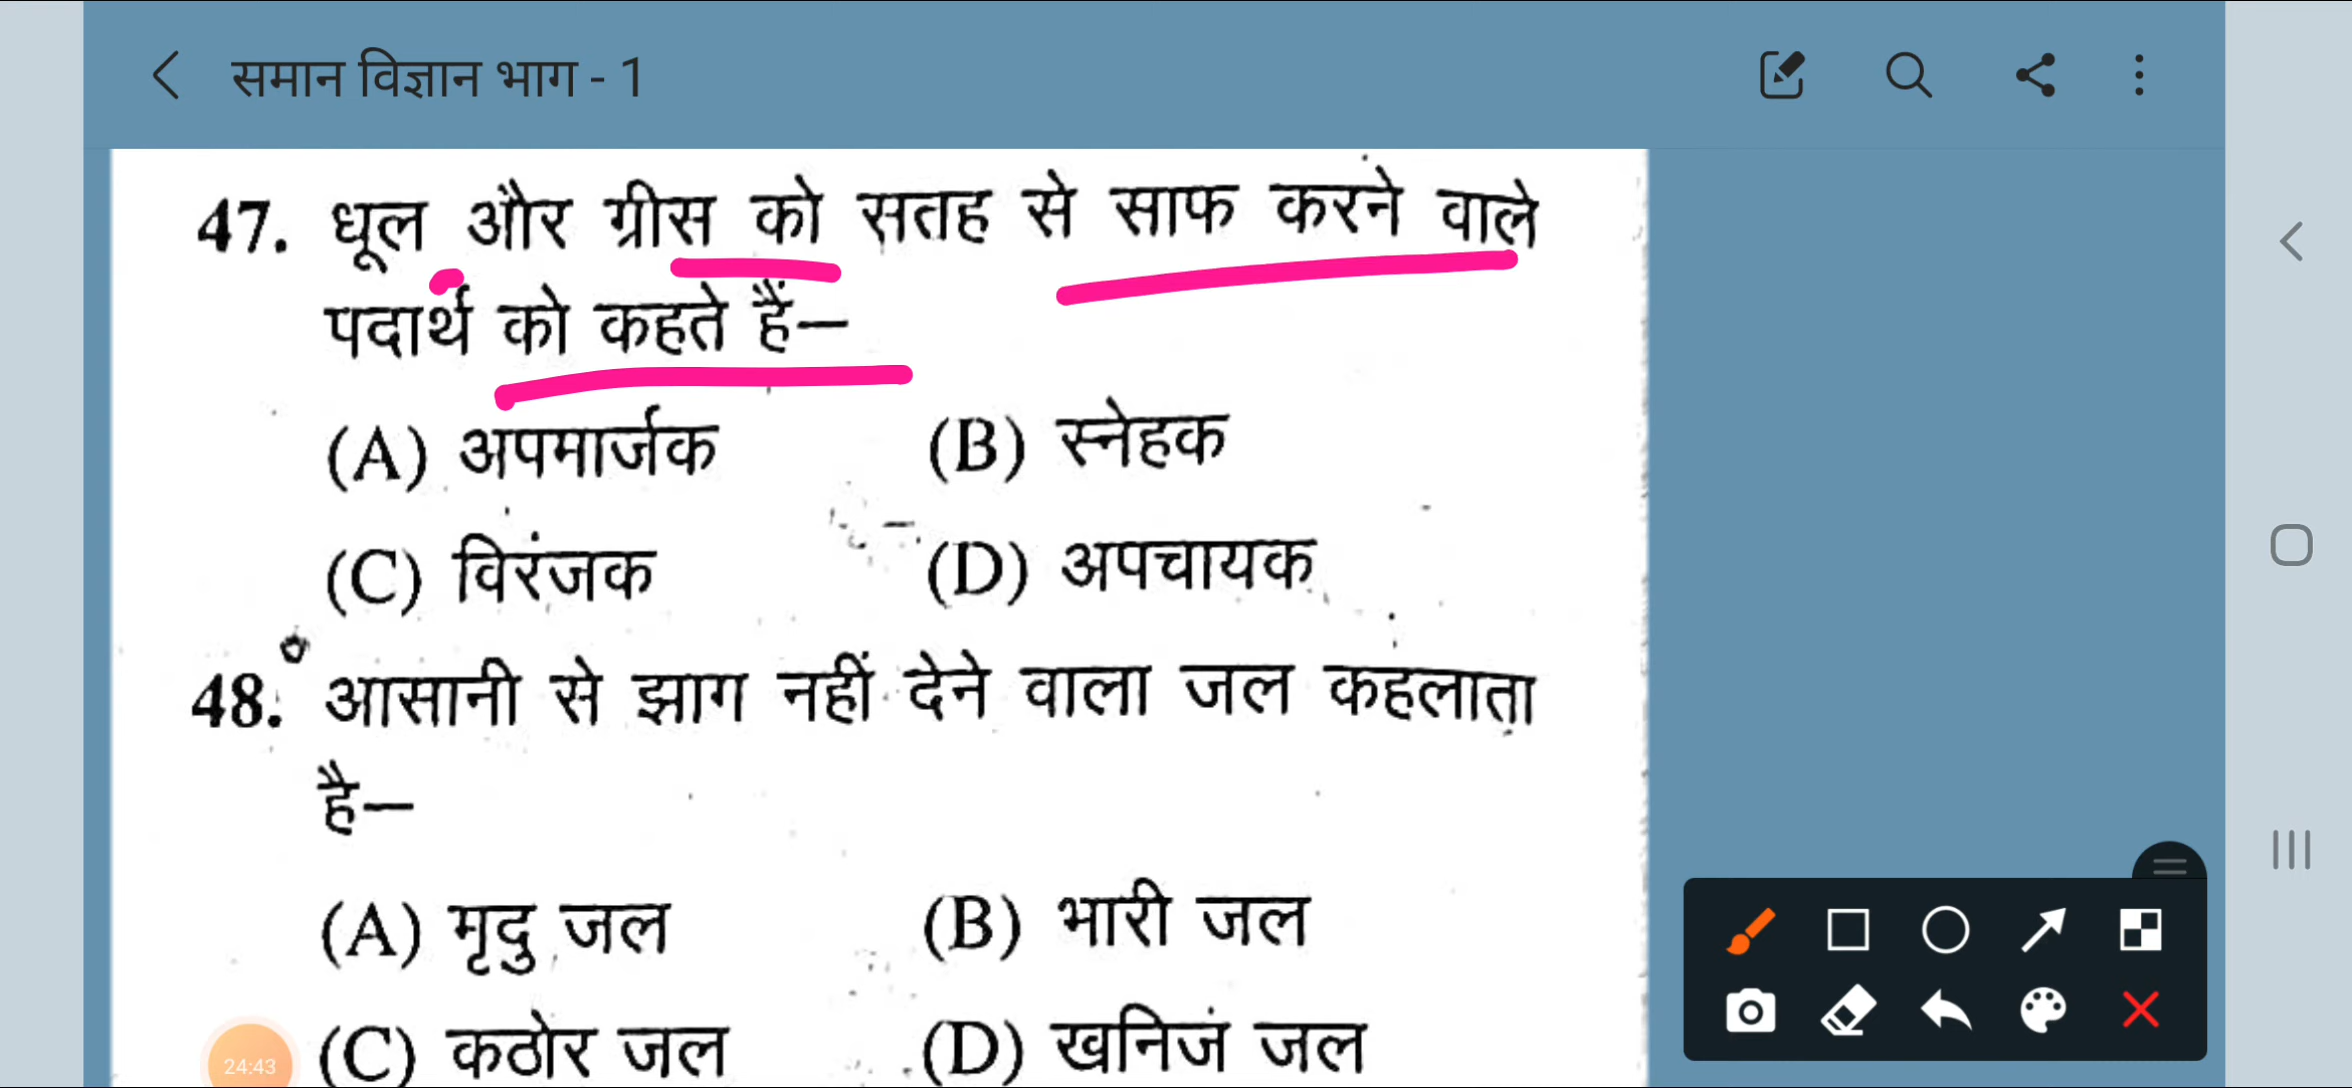 समान विज्ञान भाग - 1
47. धूल और ग्रीस को सतह से साफ करने वाले
पदार्थ को कहते हैं—
(A) अपमार्जक (B) स्नेहक
(C) विरंजक (D) अपचायक
48. आसानी से झाग नहीं देने वाला जल कहलाता
है—
(A) मृदु जल (B) भारी जल
(C) कठोर जल (D) खनिज जल
24:43